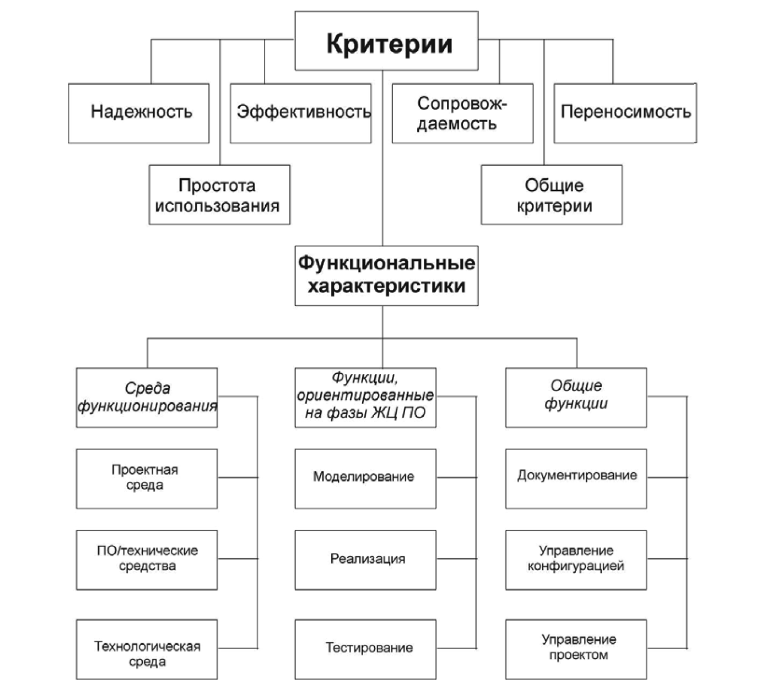 Критерии
Надежность
Эффективность
Сопровож-
даемость
Переносимость
Простота
использования
Общие
критерии
Функциональные
характеристики
Среда
функционирования
Функции,
ориентированные
на фазы ЖЦ ПО
Общие
функции
Проектная
среда
Моделирование
Документирование
ПО/технические
средства
Реализация
Управление
конфигурацией
Технологическая
среда
Тестирование
Управление
проектом